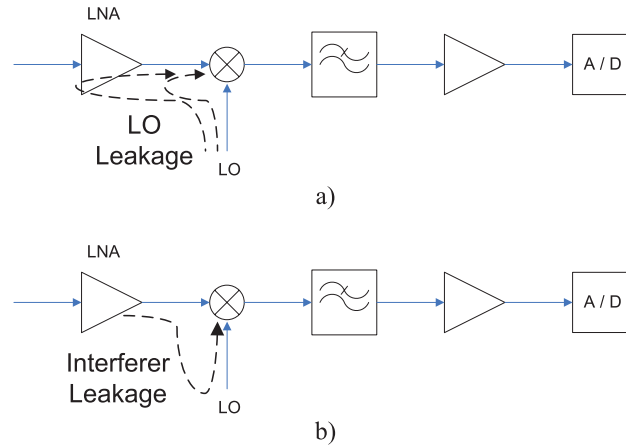 LNA
A / D
LO
Leakage
LO
a)
LNA
A / D
Interferer
Leakage
LO
b)